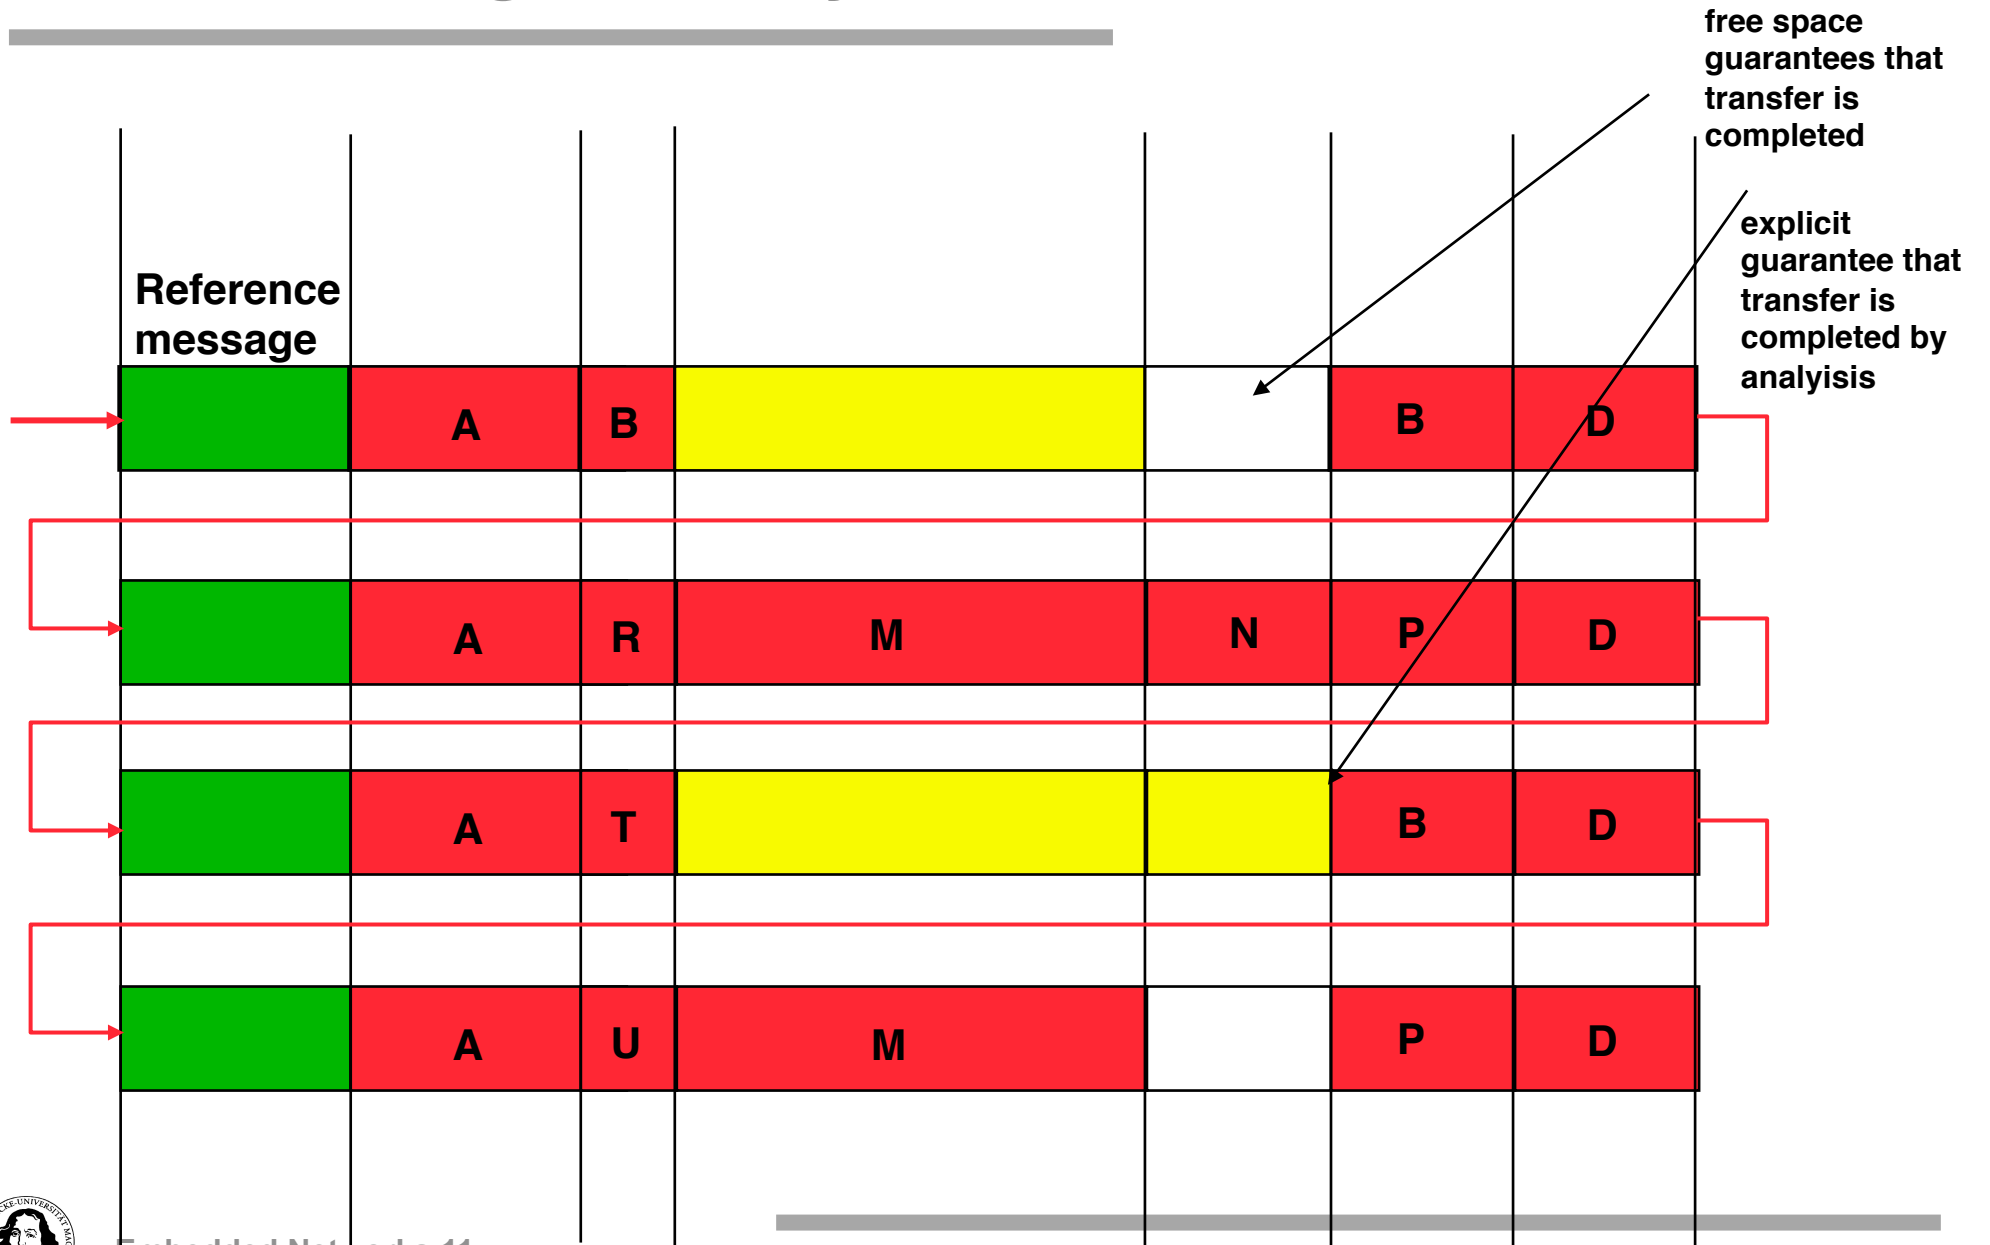 free space
guarantees that
transfer is
completed
explicit
guarantee that
transfer is
completed by
analyisis
Reference
message
A B B D
A R M N P D
A T B D
A U M P D